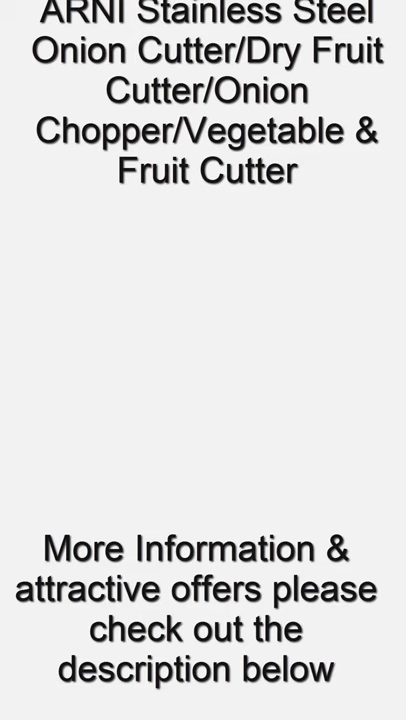 ARNI Stainless Steel
Onion Cutter/Dry Fruit
Cutter/Onion
Chopper/Vegetable &
Fruit Cutter
More Information &
attractive offers please
check out the
description below